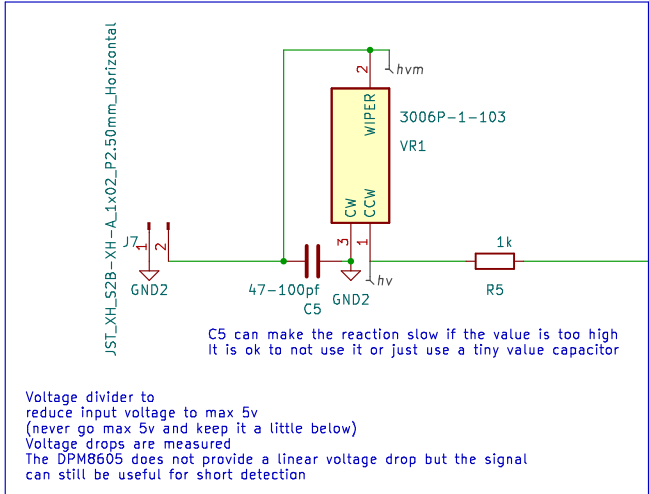 JST_XH_S2B-XH-A_1x02_P2.50mm_Horizontal
2
hvm
WIPER
3006P-1-103
VR1
CW
CCW
J7
1
2
3
1
1k
GND2
47-100pf
C5
GND2
hv
R5
C5 can make the reaction slow if the value is too high
It is ok to not use it or just use a tiny value capacitor
Voltage divider to
reduce input voltage to max 5v
(never go max 5v and keep it a little below)
Voltage drops are measured
The DPM8605 does not provide a linear voltage drop but the signal
can still be useful for short detection